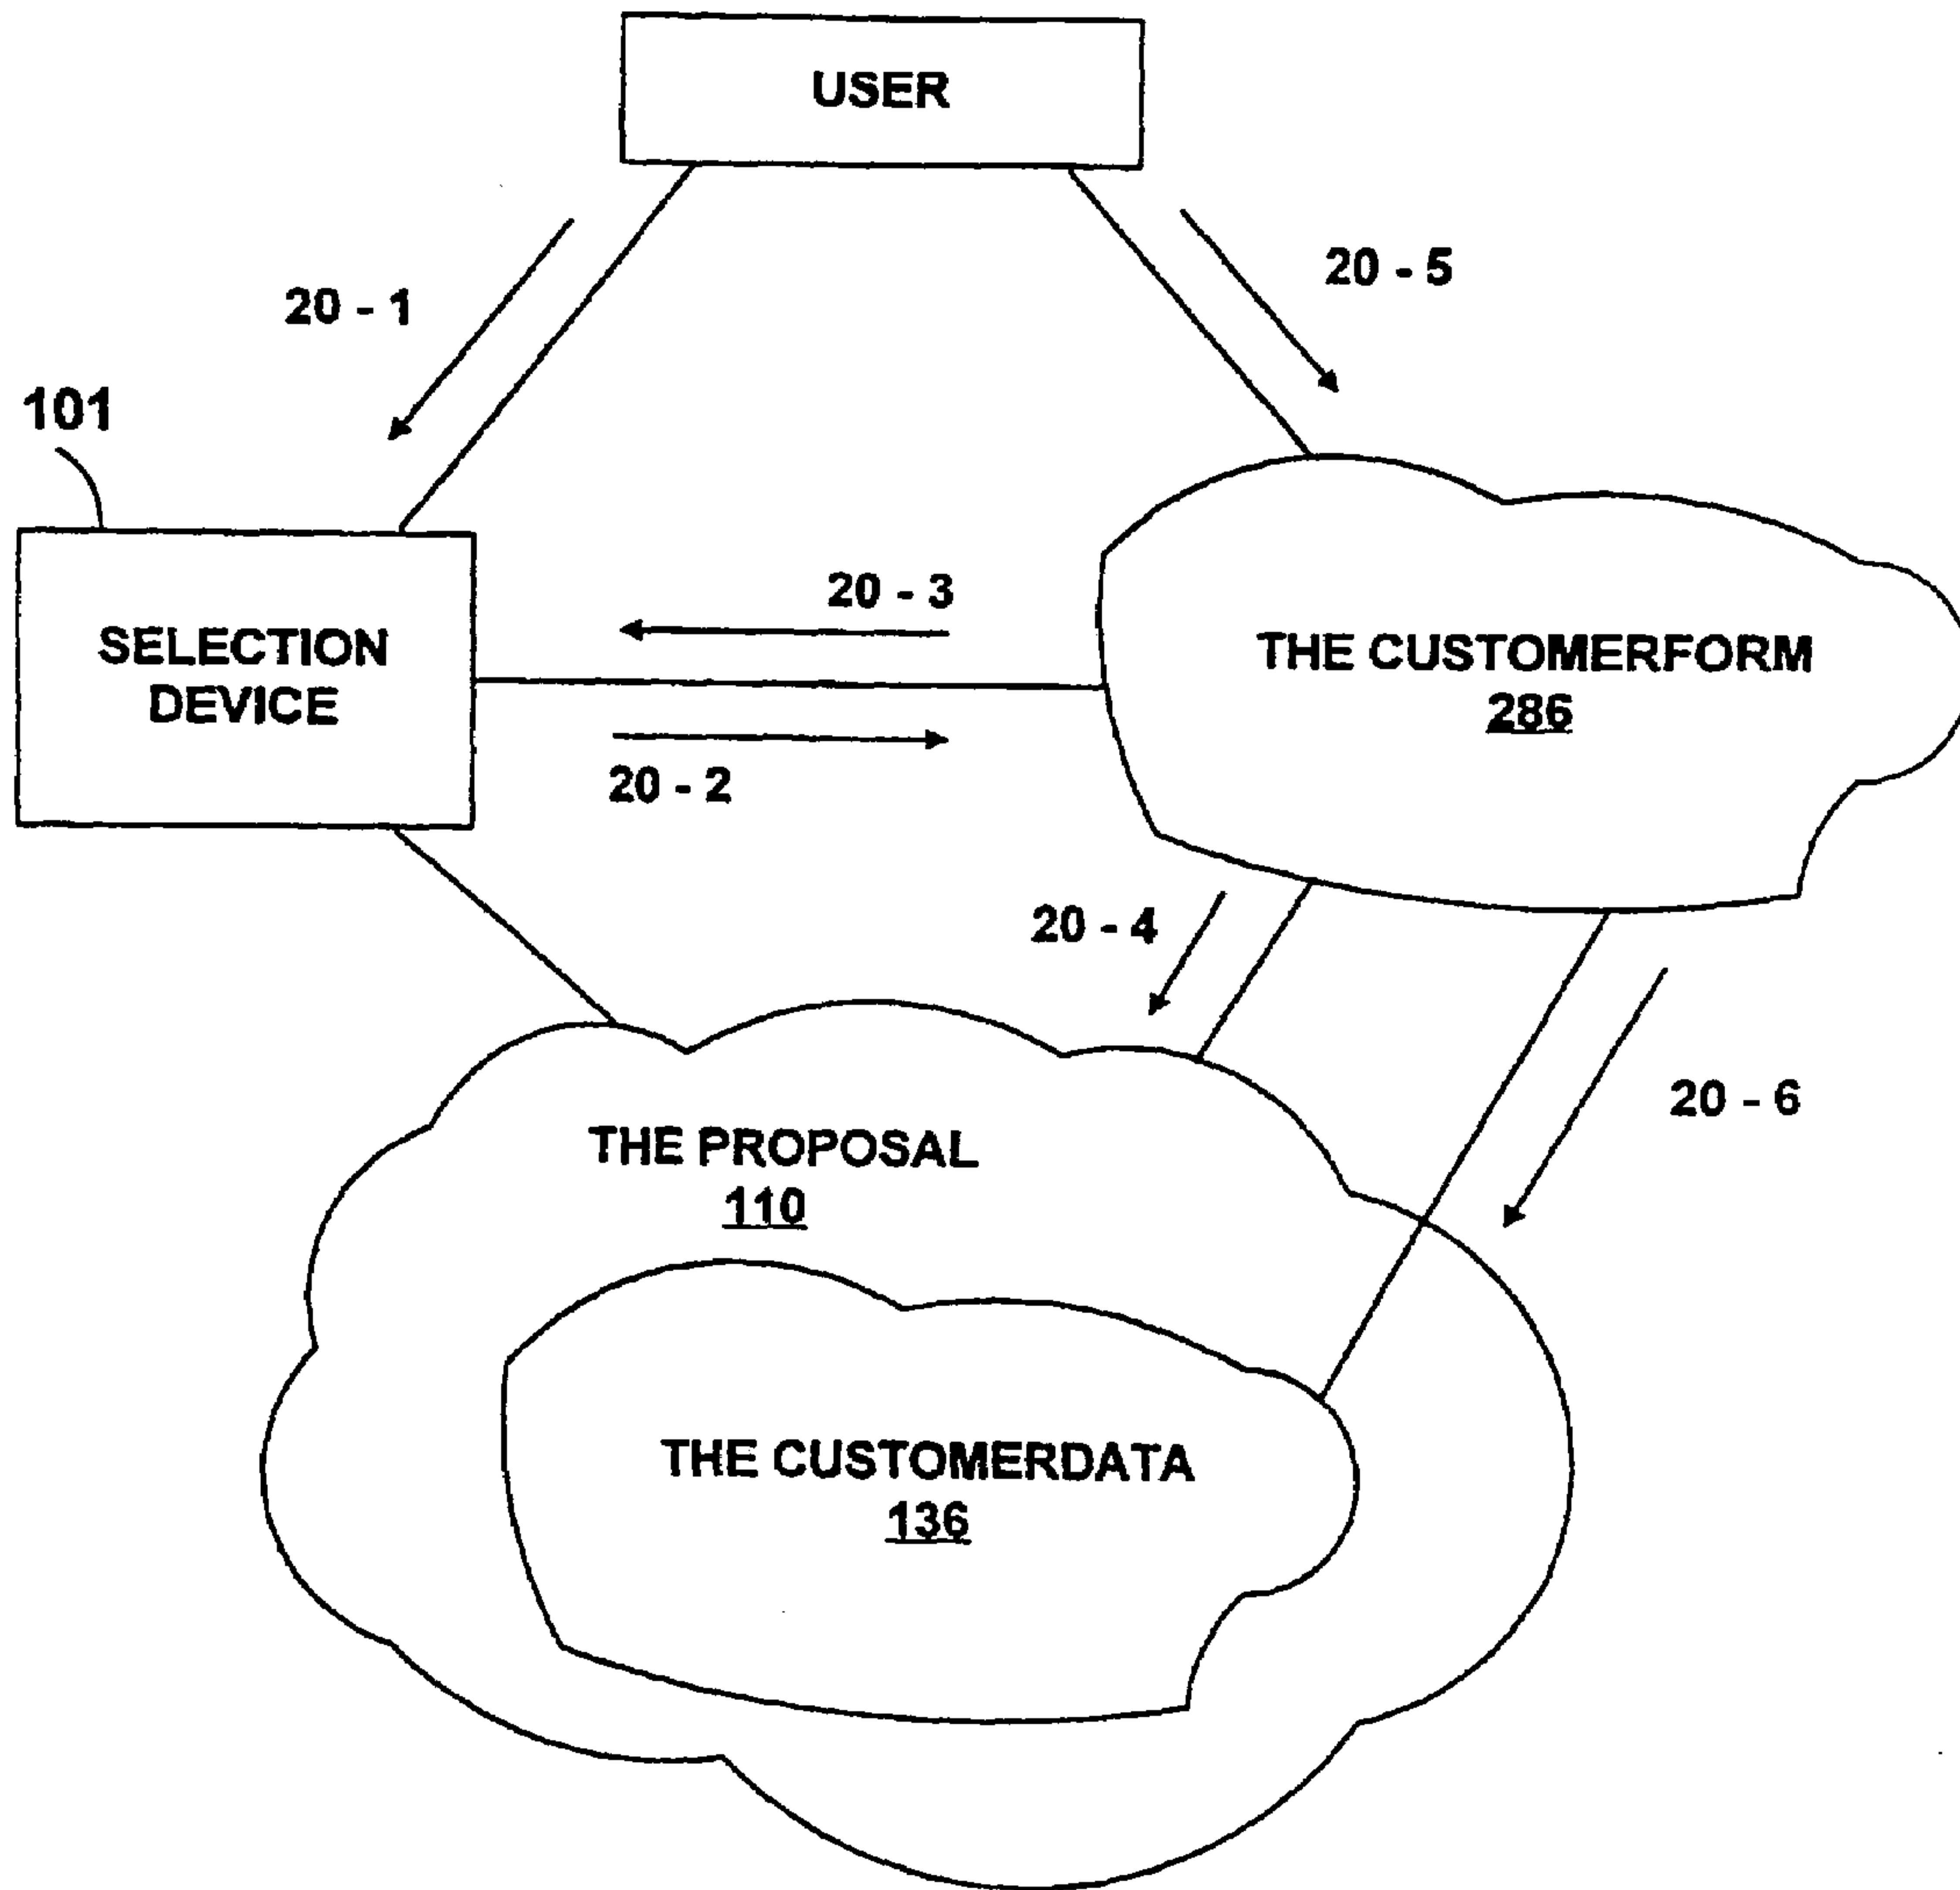 USER
20 - 1
20 - 5
101
SELECTION
DEVICE
20 - 3
20 - 2
THE CUSTOMERFORM
286
20 - 4
20 - 6
THE PROPOSAL
110
THE CUSTOMERDATA
136